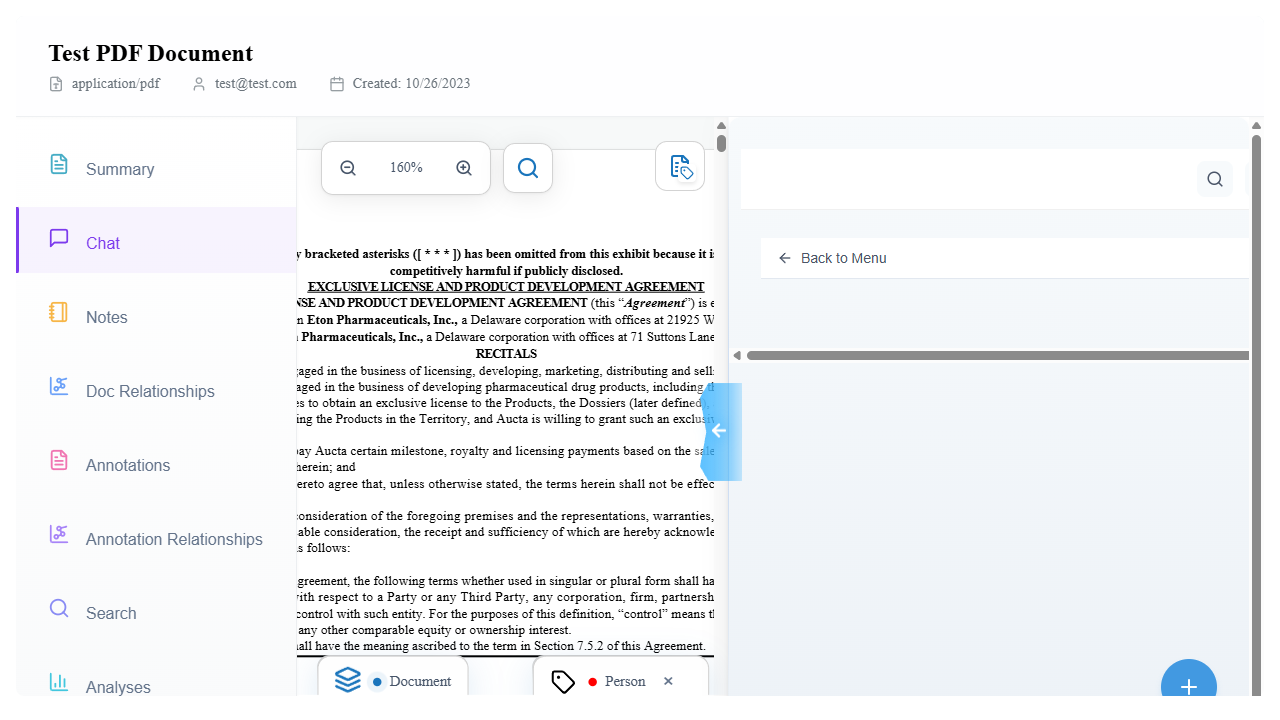 Test PDF Document
application/pdf test@test.com Created: 10/26/2023
Summary
Chat
Notes
Doc Relationships
Annotations
Annotation Relationships
Search
Analyses
160%
y bracketed asterisks ([ * * * ]) has been omitted from this exhibit because it is
competitively harmful if publicly disclosed.
EXCLUSIVE LICENSE AND PRODUCT DEVELOPMENT AGREEMENT
NSE AND PRODUCT DEVELOPMENT AGREEMENT (this “Agreement”) is e
n Eton Pharmaceuticals, Inc., a Delaware corporation with offices at 21925 W
Pharmaceuticals, Inc., a Delaware corporation with offices at 71 Suttons Lane
RECITALS
gaged in the business of licensing, developing, marketing, distributing and sell
aged in the business of developing pharmaceutical drug products, including th
es to obtain an exclusive license to the Products, the Dossiers (later defined),
ing the Products in the Territory, and Aucta is willing to grant such an exclusiv
pay Aucta certain milestone, royalty and licensing payments based on the sale
herein; and
ereto agree that, unless otherwise stated, the terms herein shall not be effec
consideration of the foregoing premises and the representations, warranties,
able consideration, the receipt and sufficiency of which are hereby acknowle
s follows:
greement, the following terms whether used in singular or plural form shall ha
with respect to a Party or any Third Party, any corporation, firm, partnersh
control with such entity. For the purposes of this definition, “control” means th
any other comparable equity or ownership interest.
hall have the meaning ascribed to the term in Section 7.5.2 of this Agreement.
Document
Person
Back to Menu